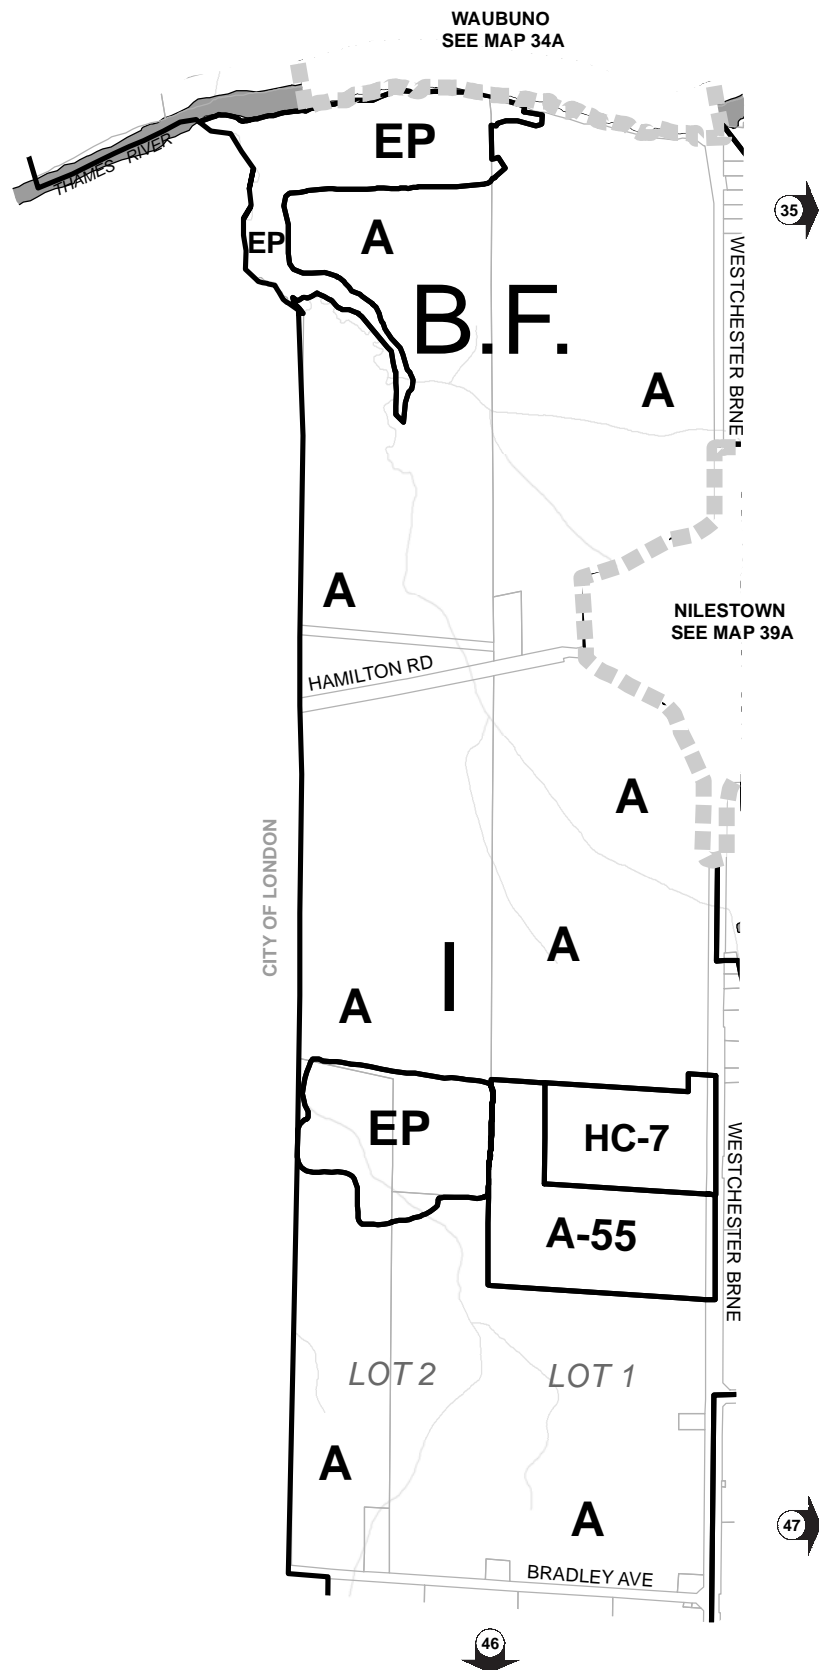 WAUBUNO
SEE MAP 34A
THAMES RIVER
EP
35
EP
A
WESTCHESTER BRNE
B.F.
A
A
NILESTOWN
SEE MAP 39A
HAMILTON RD
A
CITY OF LONDON
A
I
A
EP
HC-7
WESTCHESTER BRNE
A-55
LOT 2
LOT 1
A
A
47
BRADLEY AVE
46